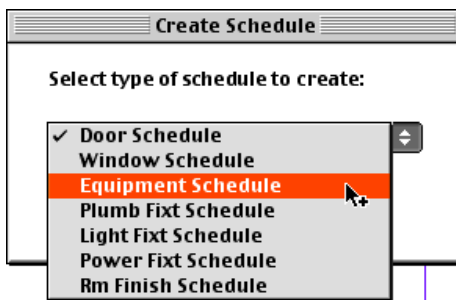 Create Schedule
Select type of schedule to create:
✓ Door Schedule
Window Schedule
Equipment Schedule
Plumb Fixt Schedule
Light Fixt Schedule
Power Fixt Schedule
Rm Finish Schedule